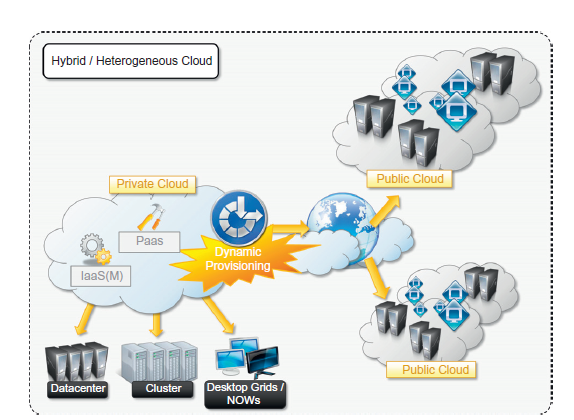 Hybrid / Heterogeneous Cloud
Public Cloud
Private Cloud
Paas
IaaS(M)
Dynamic
Provisioning
Public Cloud
Datacenter
Cluster
Desktop Grids /
NOWs